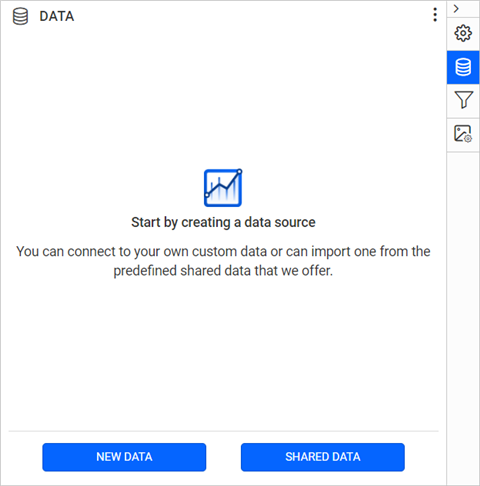 DATA
Start by creating a data source
You can connect to your own custom data or can import one from the
predefined shared data that we offer.
NEW DATA
SHARED DATA